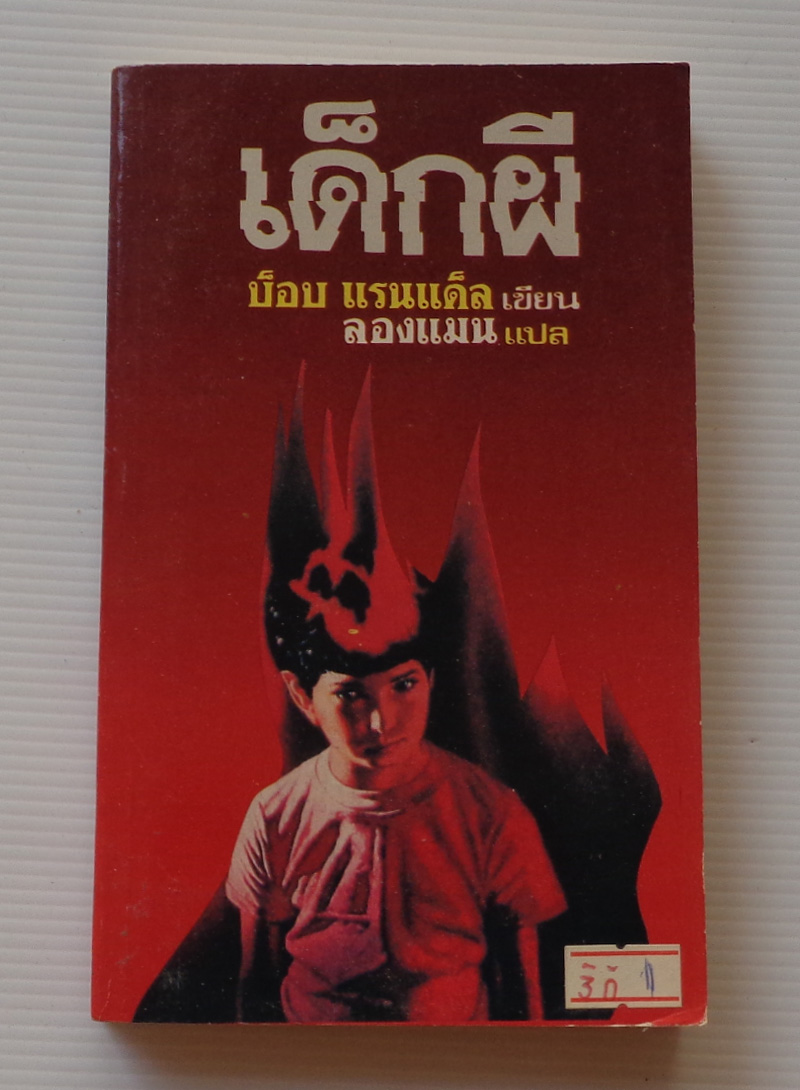 เด็กผี
บ็อบ แรนแด็ล เขียน
ลองแมน แปล